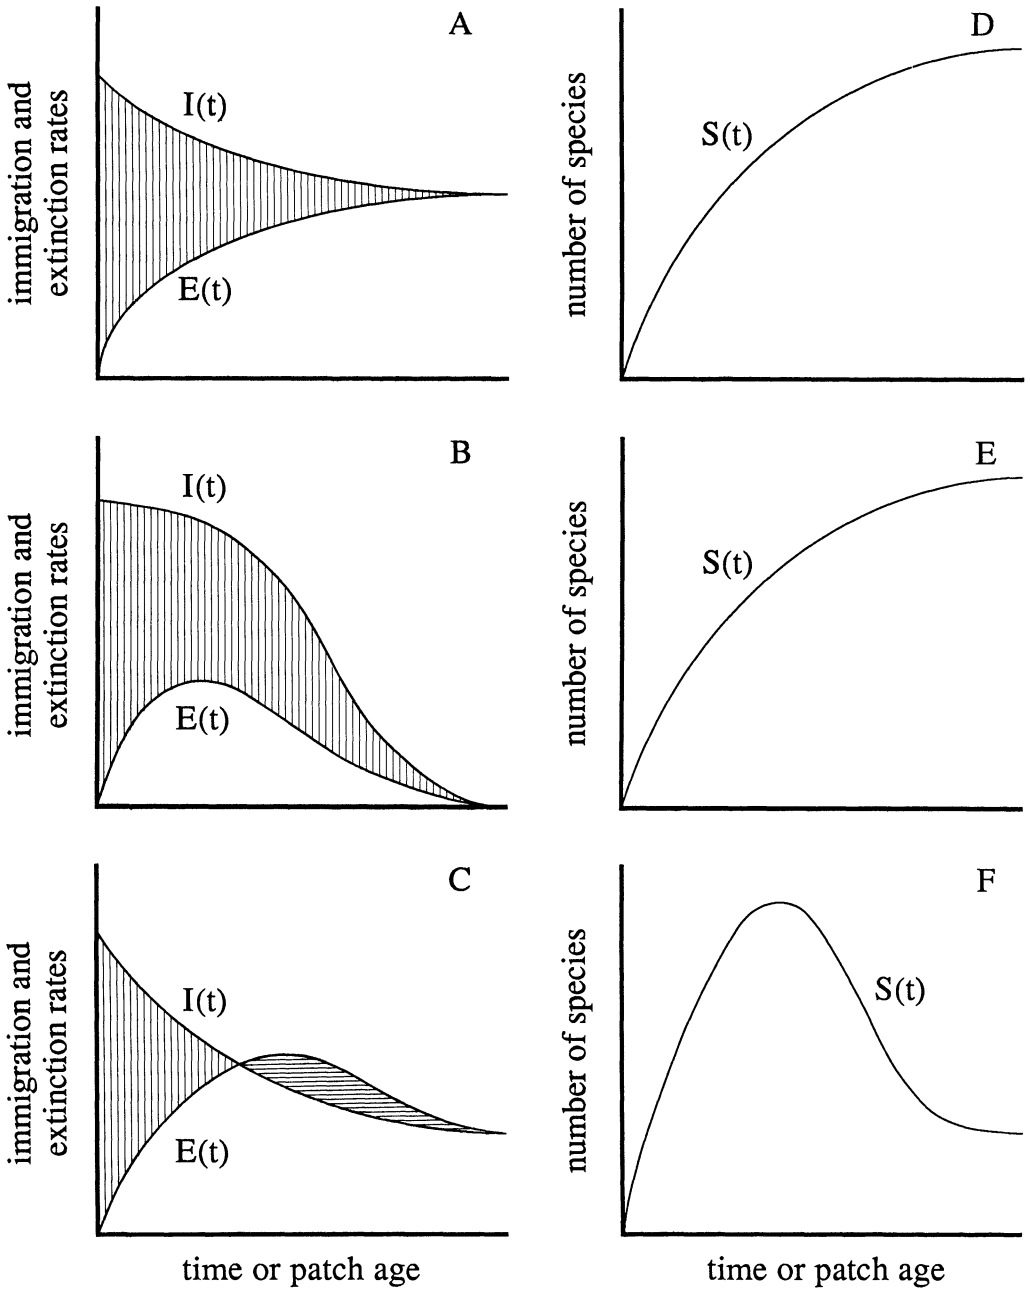 A
immigration and
extinction rates
I(t)
E(t)
D
number of species
S(t)
B
immigration and
extinction rates
I(t)
E(t)
E
number of species
S(t)
C
immigration and
extinction rates
I(t)
E(t)
time or patch age
F
number of species
S(t)
time or patch age